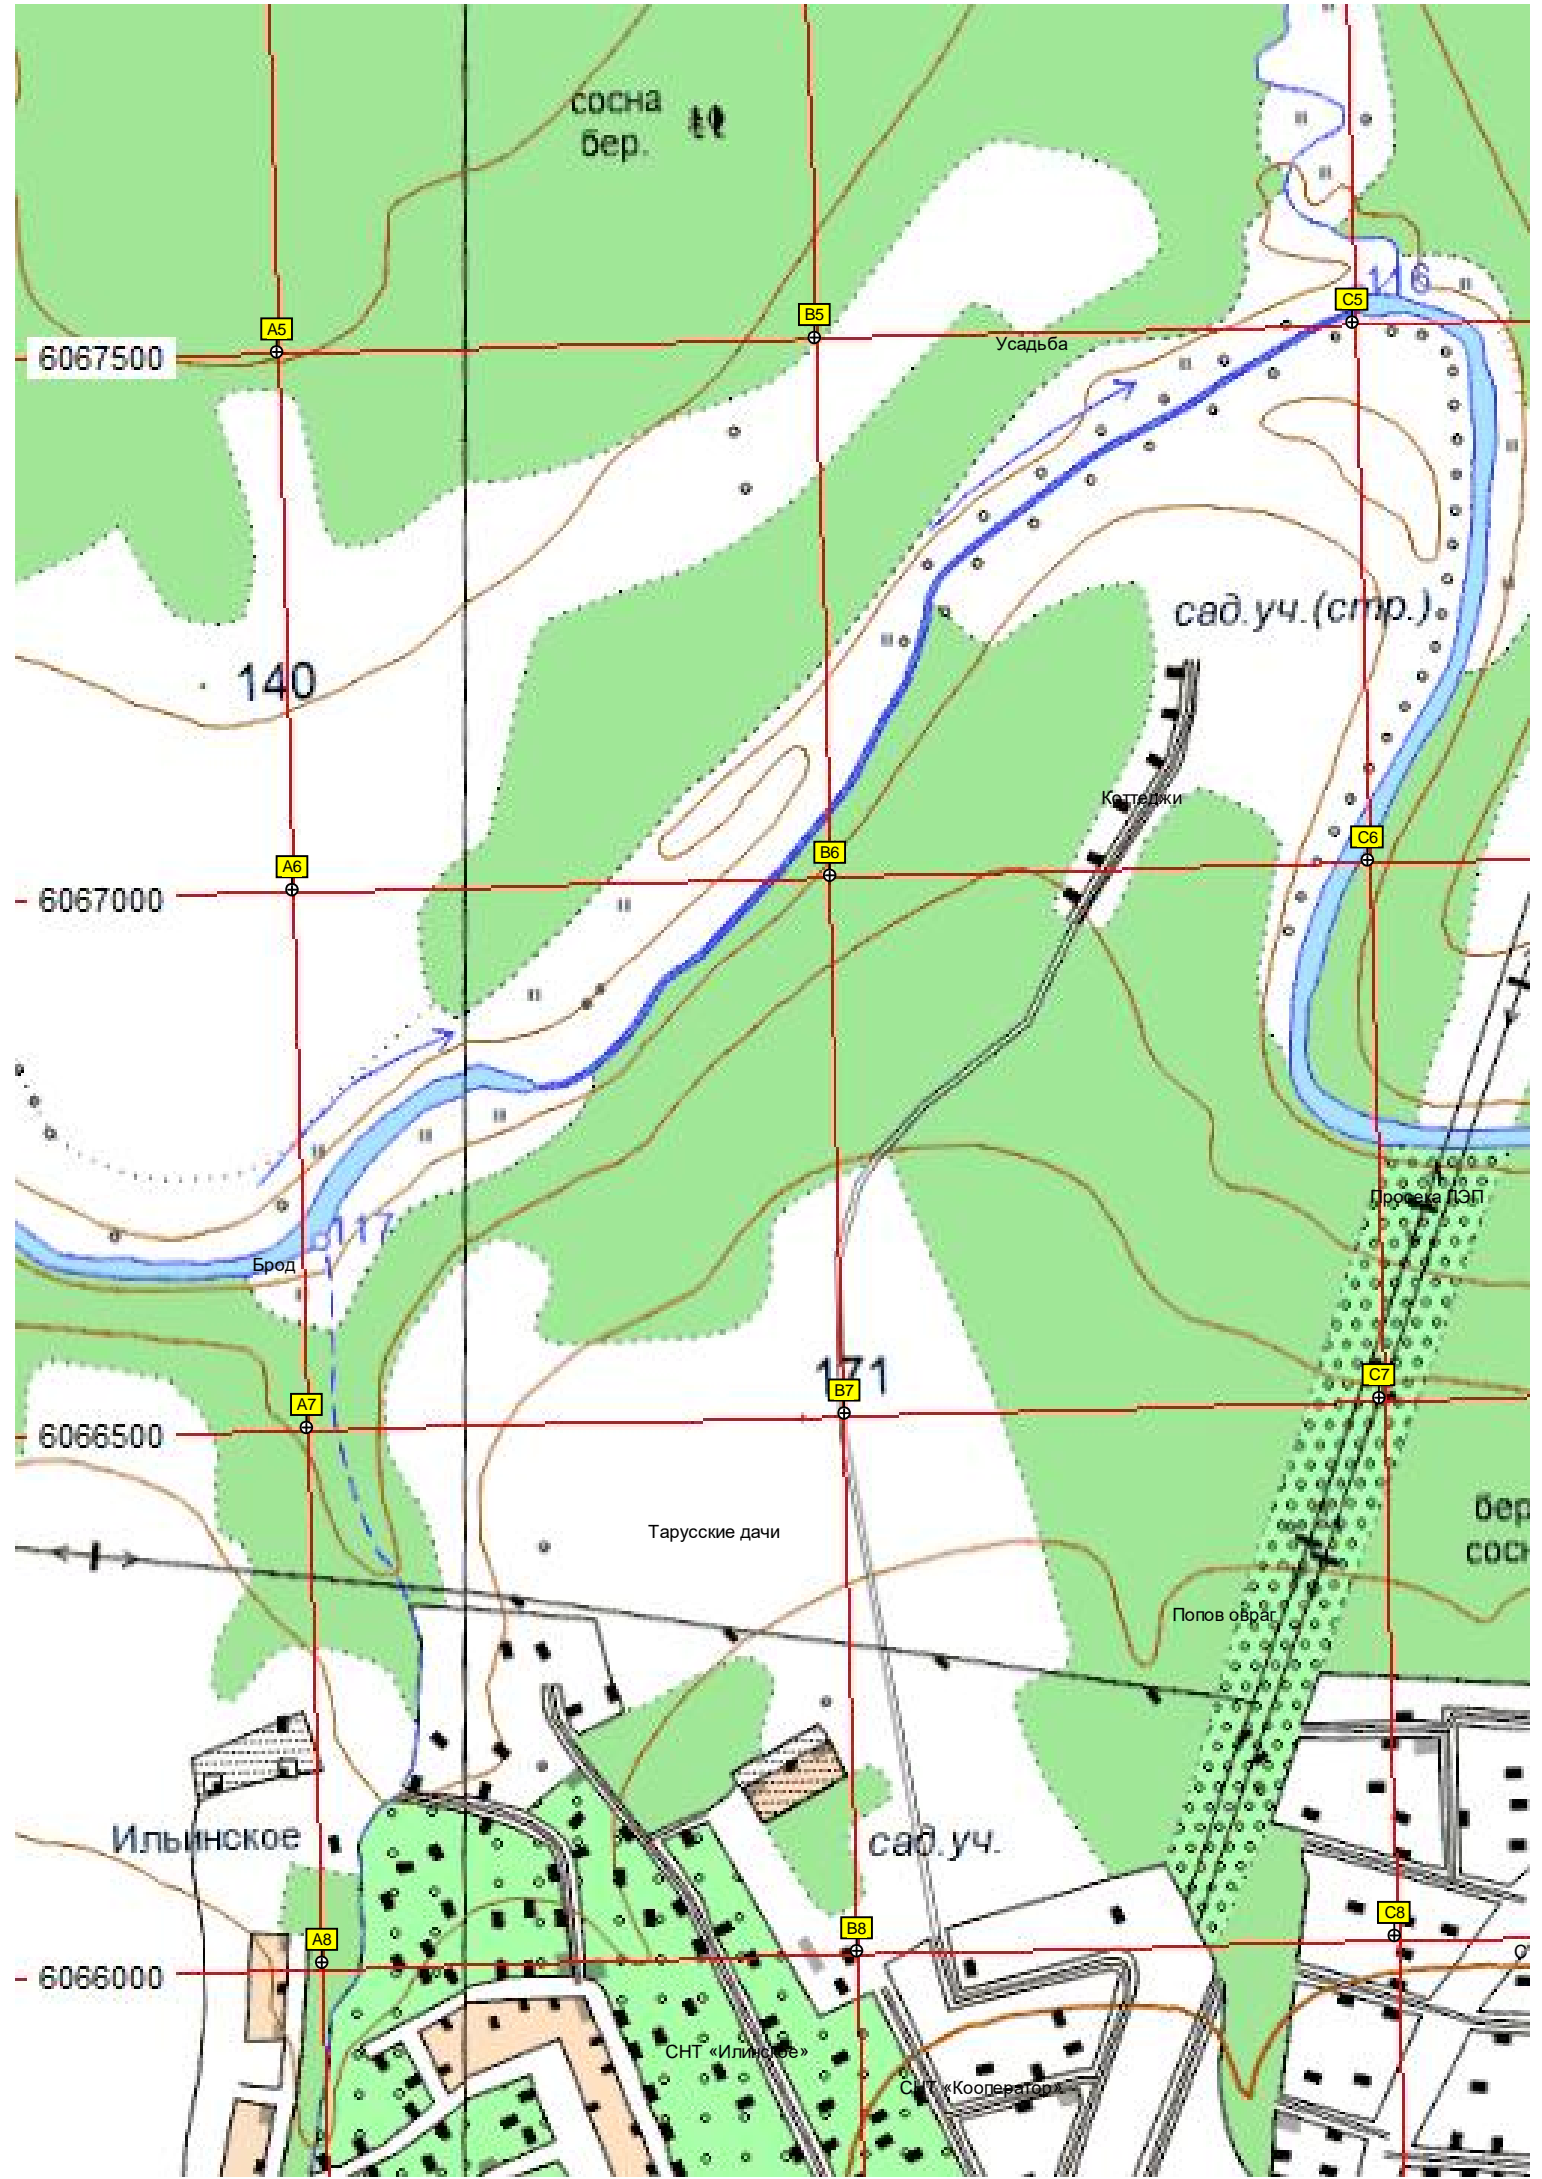 сосна
бер.
116
A5
B5
C5
Усадьба
6067500
сад.уч.(стр.)
140
Коттеджи
A6
B6
C6
6067000
Просека ЛЭП
117
Брод
171
A7
B7
C7
6066500
бер
сосн
Тарусские дачи
Попов овраг
Ильинское
сад.уч.
A8
B8
C8
6066000
СНТ «Илинское»
СНТ «Кооператор»